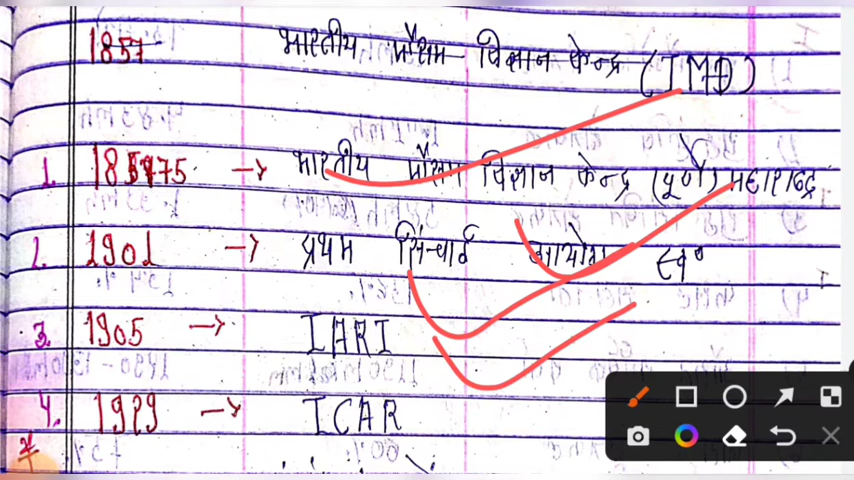 1857 भारतीय मौसम विज्ञान केन्द्र (IMD)
1. 1875 → भारतीय मौसम विज्ञान केन्द्र (पूर्ण) महाराष्ट्र
2. 1901 → प्रथम सिंचाई आयोग
3. 1905 → IARI
4. 1929 → ICAR